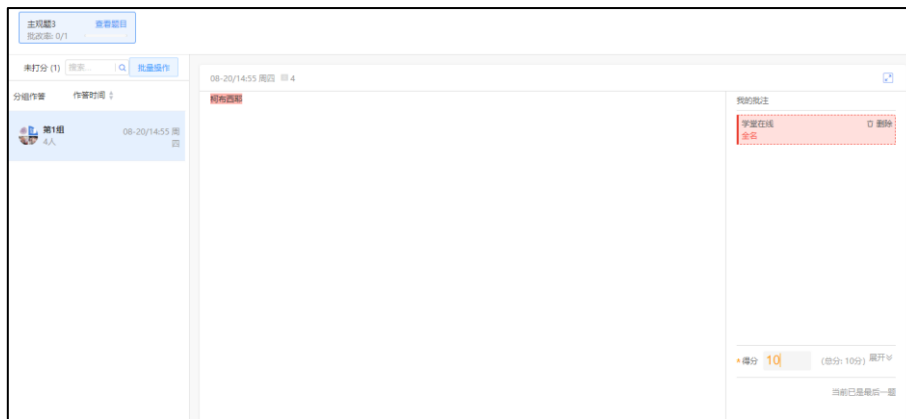 主观题3 查看题目
批改率: 0/1
未打分 (1) 搜索... 批量操作
分组作答 作答时间
第1组 08-20/14:55 周四
4人
08-20/14:55 周四 4
柯布西耶
我的批注
学堂在线 删除
全名
得分 10 (总分: 10分) 展开
当前已是最后一题